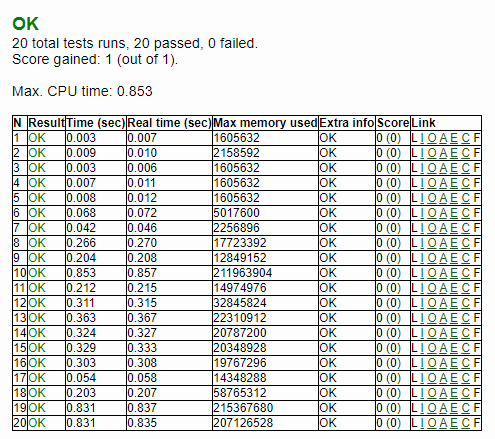 OK
20 total tests runs, 20 passed, 0 failed.
Score gained: 1 (out of 1).
Max. CPU time: 0.853
N Result Time (sec) Real time (sec) Max memory used Extra info Score Link
1 OK 0.003 0.007 1605632 OK 0 (0) L I O A E C F
2 OK 0.009 0.010 2158592 OK 0 (0) L I O A E C F
3 OK 0.003 0.006 1605632 OK 0 (0) L I O A E C F
4 OK 0.007 0.011 1605632 OK 0 (0) L I O A E C F
5 OK 0.008 0.012 1605632 OK 0 (0) L I O A E C F
6 OK 0.068 0.072 5017600 OK 0 (0) L I O A E C F
7 OK 0.042 0.046 2256896 OK 0 (0) L I O A E C F
8 OK 0.266 0.270 17723392 OK 0 (0) L I O A E C F
9 OK 0.204 0.208 12849152 OK 0 (0) L I O A E C F
10 OK 0.853 0.857 211963904 OK 0 (0) L I O A E C F
11 OK 0.212 0.215 14974976 OK 0 (0) L I O A E C F
12 OK 0.311 0.315 32845824 OK 0 (0) L I O A E C F
13 OK 0.363 0.367 22310912 OK 0 (0) L I O A E C F
14 OK 0.324 0.327 20787200 OK 0 (0) L I O A E C F
15 OK 0.329 0.333 20348928 OK 0 (0) L I O A E C F
16 OK 0.303 0.308 19767296 OK 0 (0) L I O A E C F
17 OK 0.054 0.058 14348288 OK 0 (0) L I O A E C F
18 OK 0.203 0.207 58765312 OK 0 (0) L I O A E C F
19 OK 0.831 0.837 215367680 OK 0 (0) L I O A E C F
20 OK 0.831 0.835 207126528 OK 0 (0) L I O A E C F